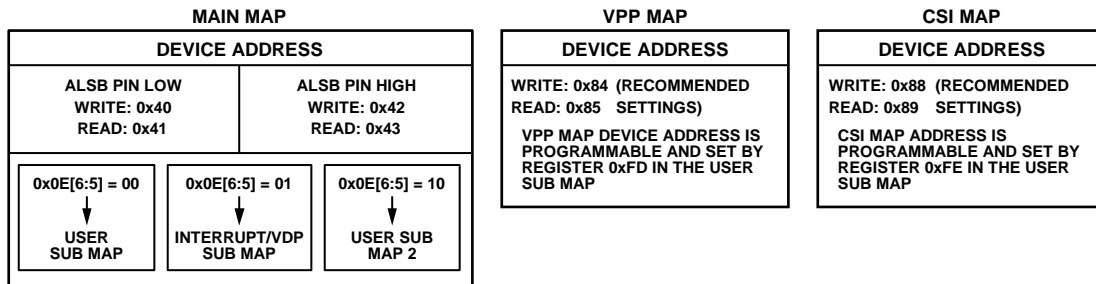 MAIN MAP
DEVICE ADDRESS
ALSB PIN LOW
WRITE: 0x40
READ: 0x41
ALSB PIN HIGH
WRITE: 0x42
READ: 0x43
0x0E[6:5] = 00
USER
SUB MAP
0x0E[6:5] = 01
INTERRUPT/VDP
SUB MAP
0x0E[6:5] = 10
USER SUB
MAP 2
VPP MAP
DEVICE ADDRESS
WRITE: 0x84 (RECOMMENDED
READ: 0x85 SETTINGS)
VPP MAP DEVICE ADDRESS IS
PROGRAMMABLE AND SET BY
REGISTER 0xFD IN THE USER
SUB MAP
CSI MAP
DEVICE ADDRESS
WRITE: 0x88 (RECOMMENDED
READ: 0x89 SETTINGS)
CSI MAP ADDRESS IS
PROGRAMMABLE AND SET BY
REGISTER 0xFE IN THE USER
SUB MAP